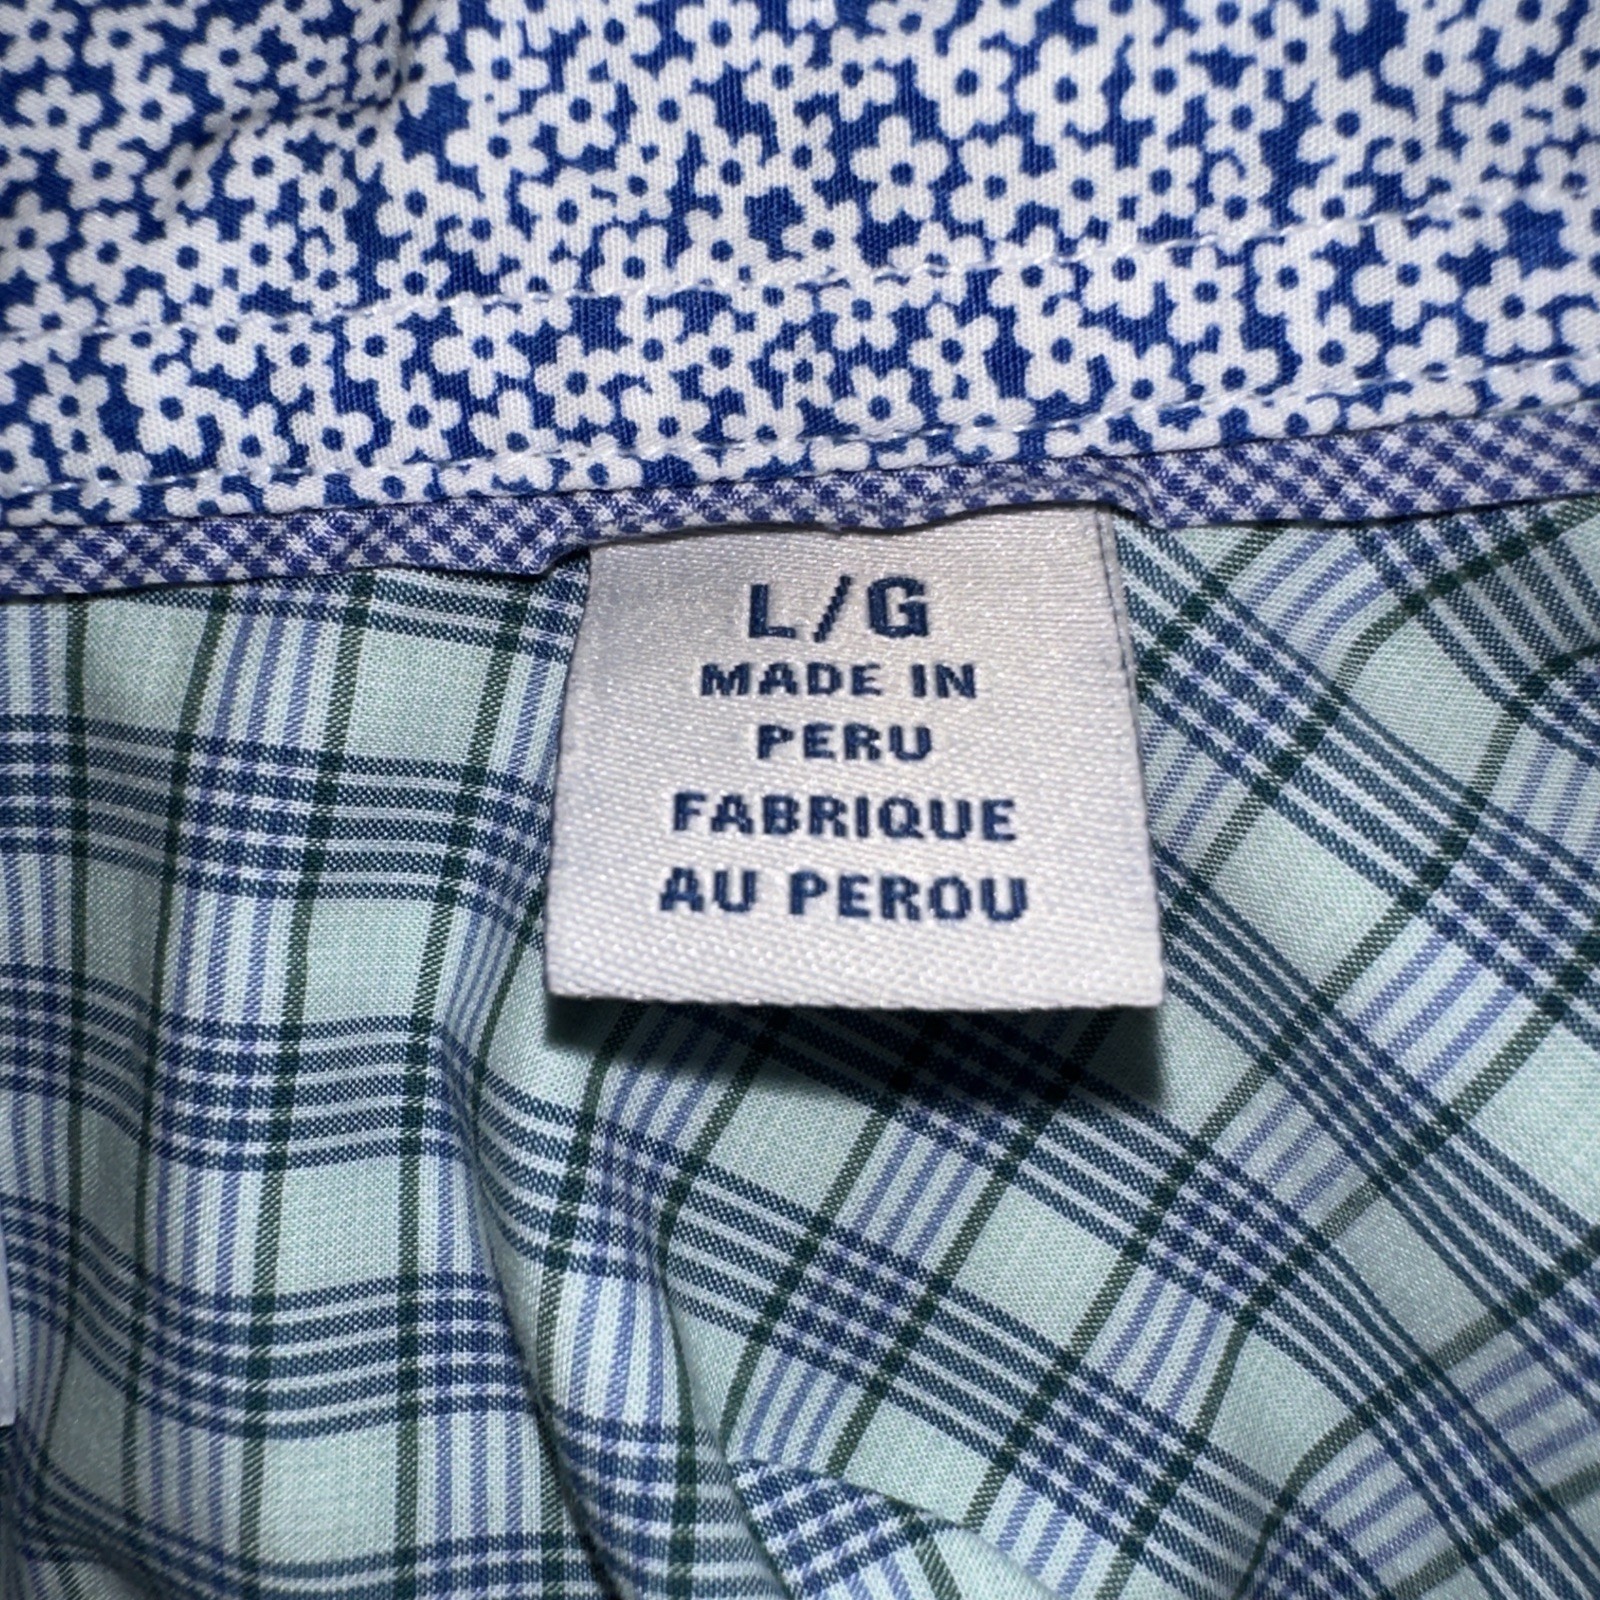 L/G
MADE IN
PERU
FABRIQUE
AU PEROU